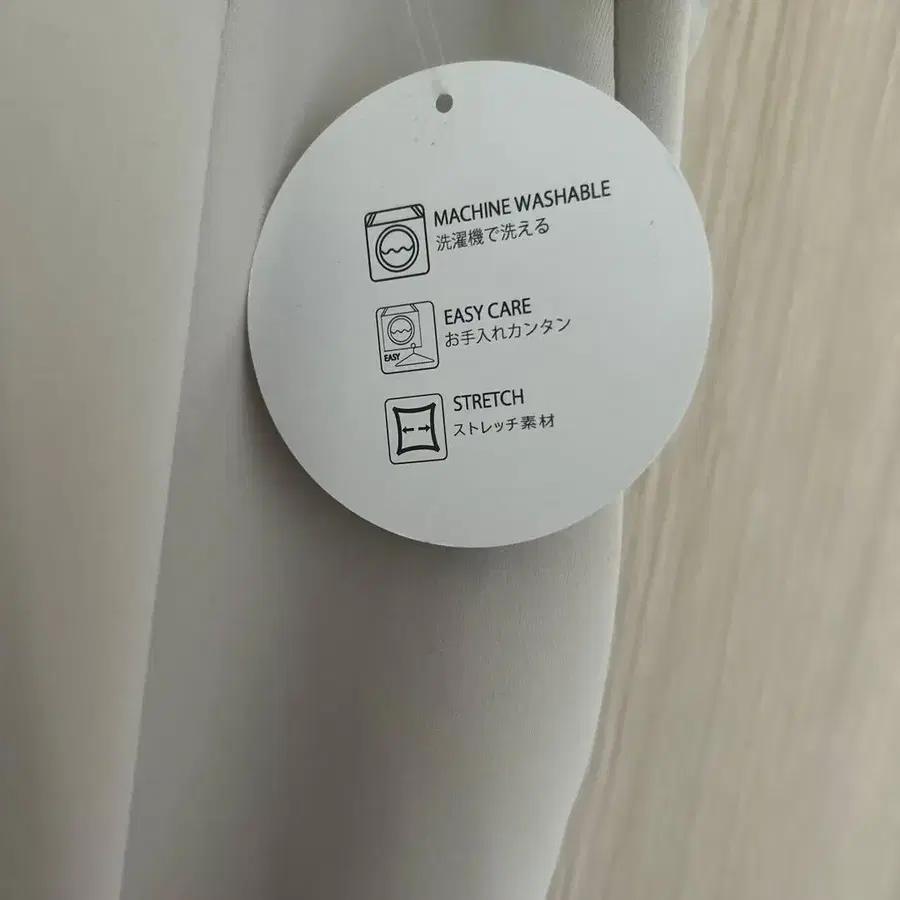 MACHINE WASHABLE
洗濯機で洗える
EASY CARE
お手入れカンタン
EASY
STRETCH
ストレッチ素材